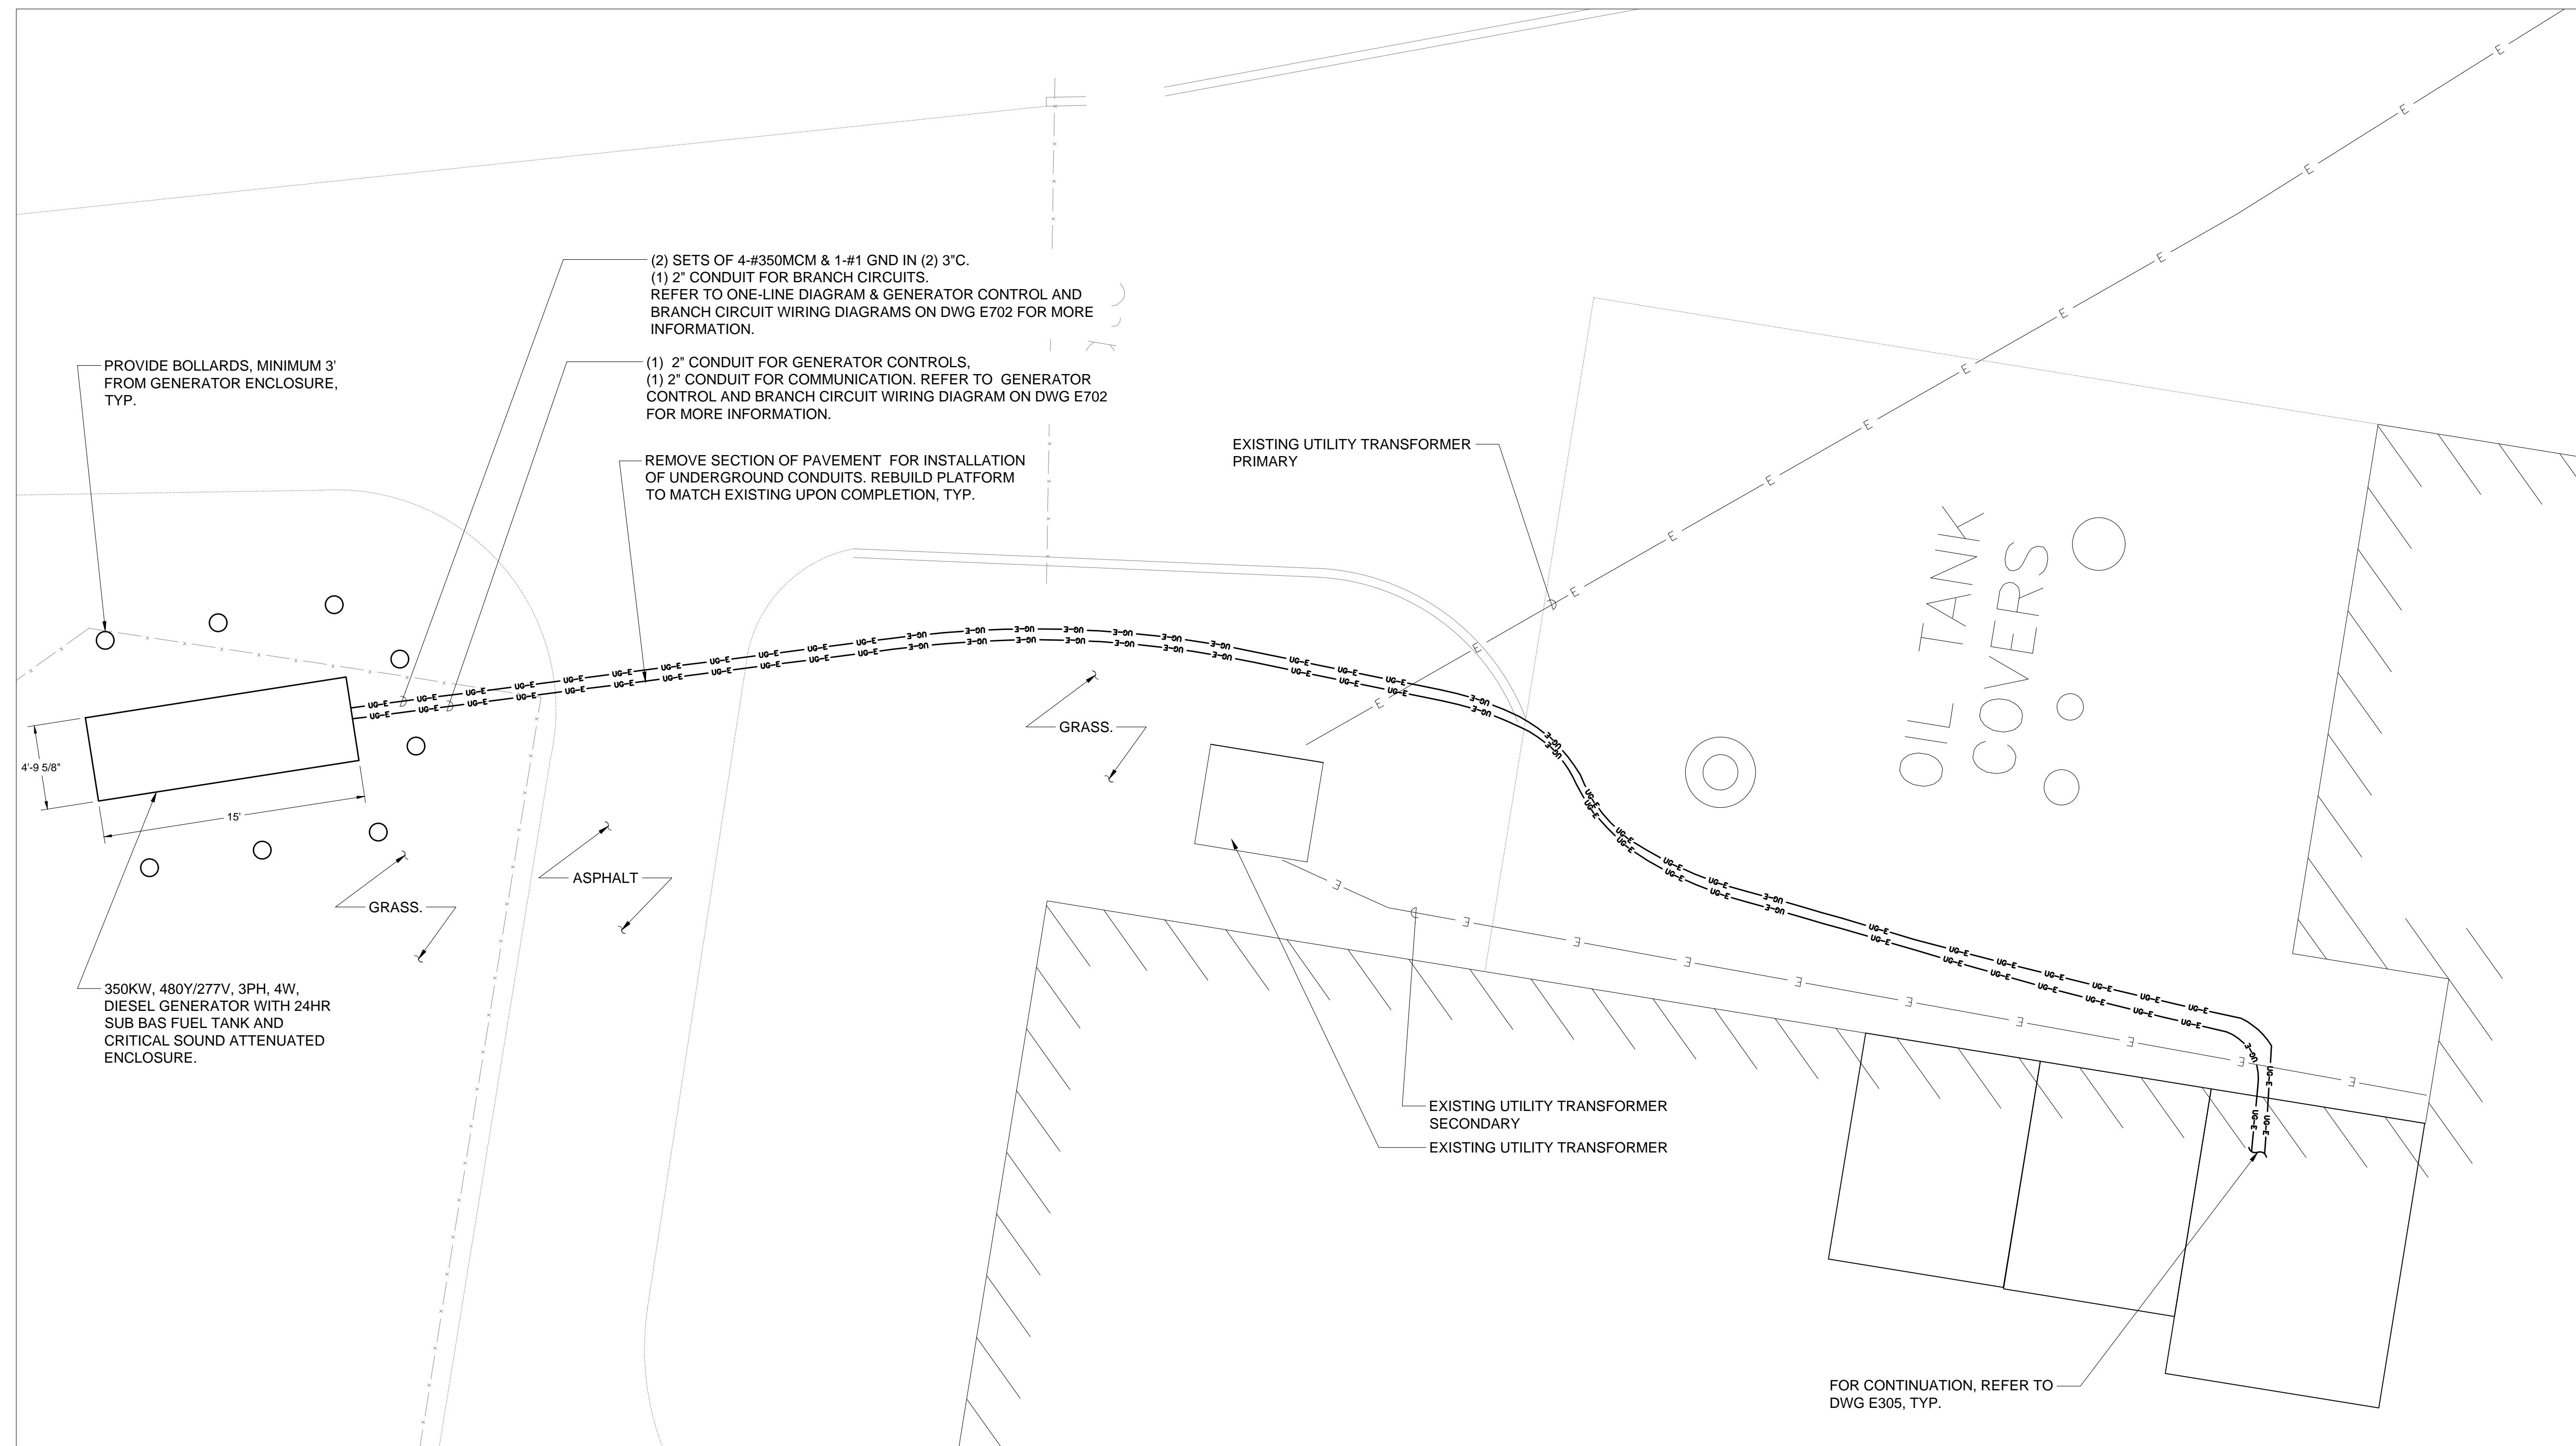 (2) SETS OF 4-#350MCM & 1-#1 GND IN (2) 3"C.
(1) 2" CONDUIT FOR BRANCH CIRCUITS.
REFER TO ONE-LINE DIAGRAM & GENERATOR CONTROL AND
BRANCH CIRCUIT WIRING DIAGRAMS ON DWG E702 FOR MORE
INFORMATION.
(1) 2" CONDUIT FOR GENERATOR CONTROLS,
(1) 2" CONDUIT FOR COMMUNICATION. REFER TO GENERATOR
CONTROL AND BRANCH CIRCUIT WIRING DIAGRAM ON DWG E702
FOR MORE INFORMATION.
PROVIDE BOLLARDS, MINIMUM 3'
FROM GENERATOR ENCLOSURE,
TYP.
REMOVE SECTION OF PAVEMENT FOR INSTALLATION
OF UNDERGROUND CONDUITS. REBUILD PLATFORM
TO MATCH EXISTING UPON COMPLETION, TYP.
EXISTING UTILITY TRANSFORMER
PRIMARY
OIL TANK
COVERS
UG-E
E
4'-9 5/8"
15'
GRASS.
ASPHALT
GRASS.
350KW, 480Y/277V, 3PH, 4W,
DIESEL GENERATOR WITH 24HR
SUB BAS FUEL TANK AND
CRITICAL SOUND ATTENUATED
ENCLOSURE.
EXISTING UTILITY TRANSFORMER
SECONDARY
EXISTING UTILITY TRANSFORMER
FOR CONTINUATION, REFER TO
DWG E305, TYP.